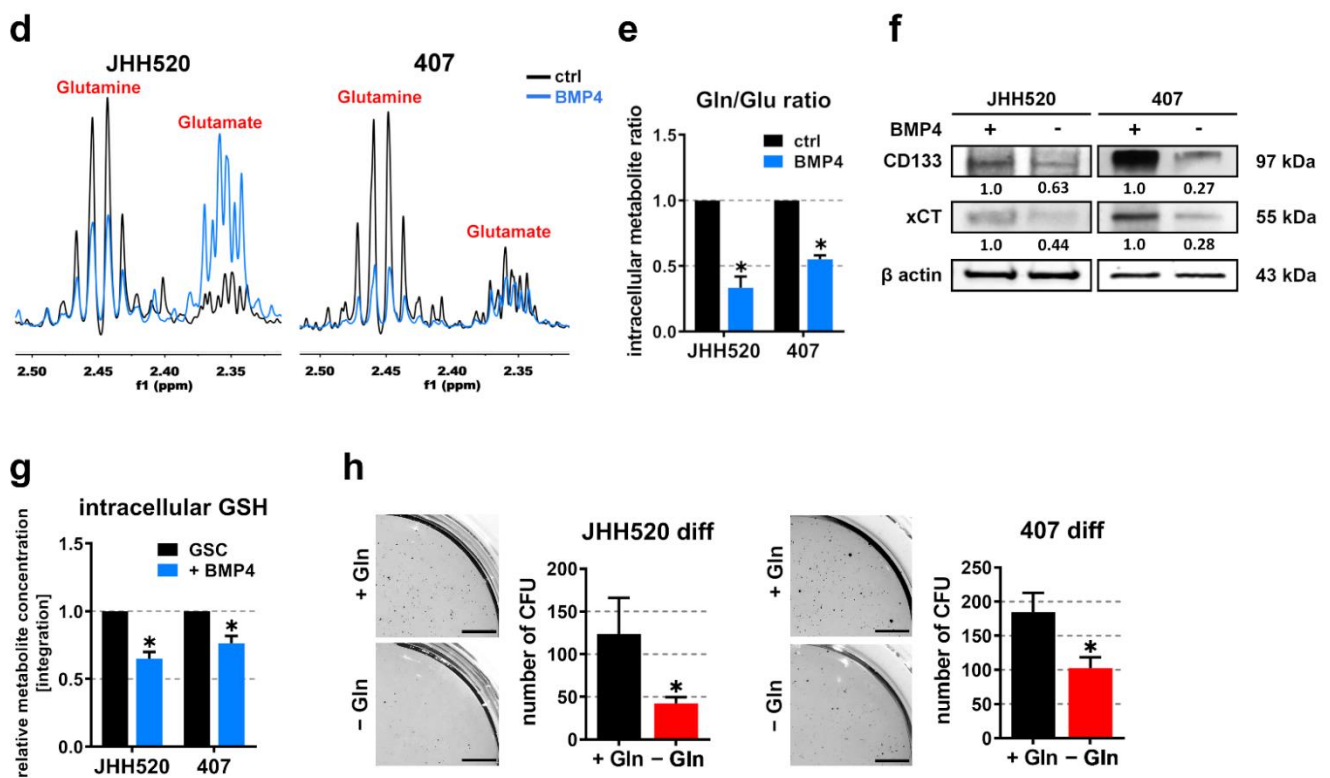 d
JHH520
407
Glutamine
Glutamate
Glutamine
Glutamate
ctrl
BMP4
2.50 2.45 2.40 2.35
f1 (ppm)
2.50 2.45 2.40 2.35
f1 (ppm)
e
Gln/Glu ratio
intracellular metabolite ratio
1.5
1.0
0.5
0.0
ctrl
BMP4
* *
JHH520 407
f
JHH520 407
BMP4 + - + -
CD133 97 kDa
1.0 0.63 1.0 0.27
xCT 55 kDa
1.0 0.44 1.0 0.28
β actin 43 kDa
g
intracellular GSH
relative metabolite concentration
[integration]
1.5
1.0
0.5
0.0
GSC
+ BMP4
* *
JHH520 407
h
+ Gln
– Gln
JHH520 diff
number of CFU
200
150
100
50
0
*
+ Gln – Gln
+ Gln
– Gln
407 diff
number of CFU
250
200
150
100
50
0
*
+ Gln – Gln